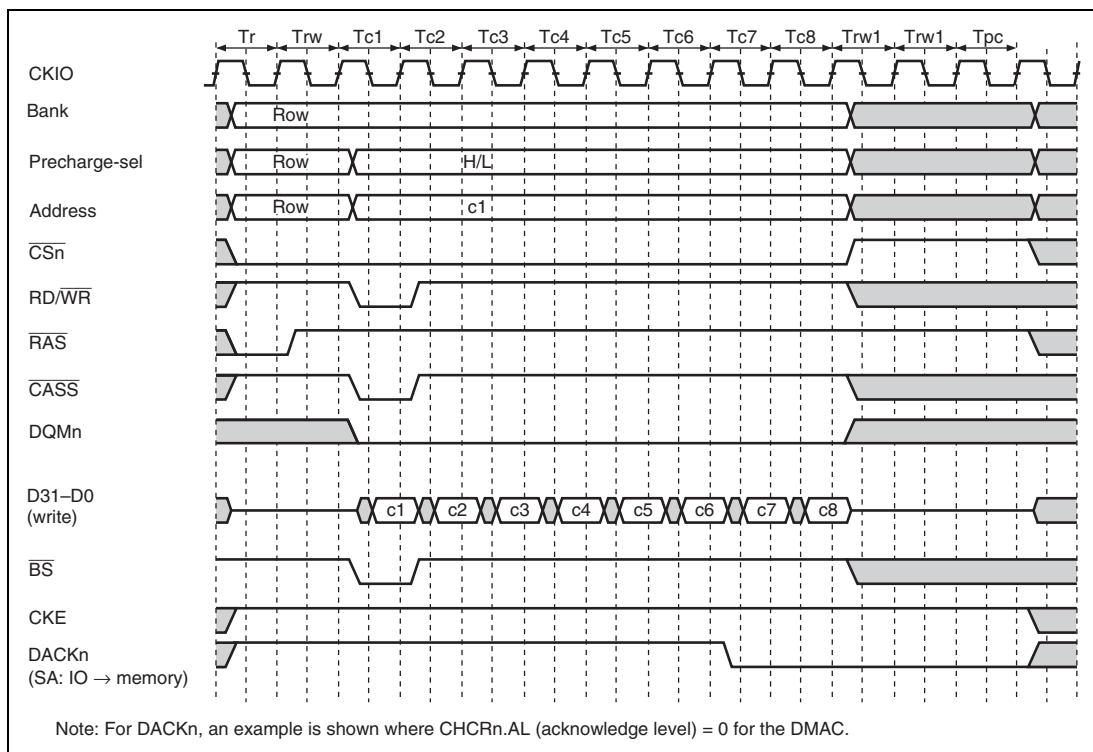 Tr Trw Tc1 Tc2 Tc3 Tc4 Tc5 Tc6 Tc7 Tc8 Trw1 Trw1 Tpc
CKIO
Bank Row
Precharge-sel Row H/L
Address Row c1
CSn
RD/WR
RAS
CASS
DQMn
D31–D0
(write)
c1 c2 c3 c4 c5 c6 c7 c8
BS
CKE
DACKn
(SA: IO → memory)
Note: For DACKn, an example is shown where CHCRn.AL (acknowledge level) = 0 for the DMAC.